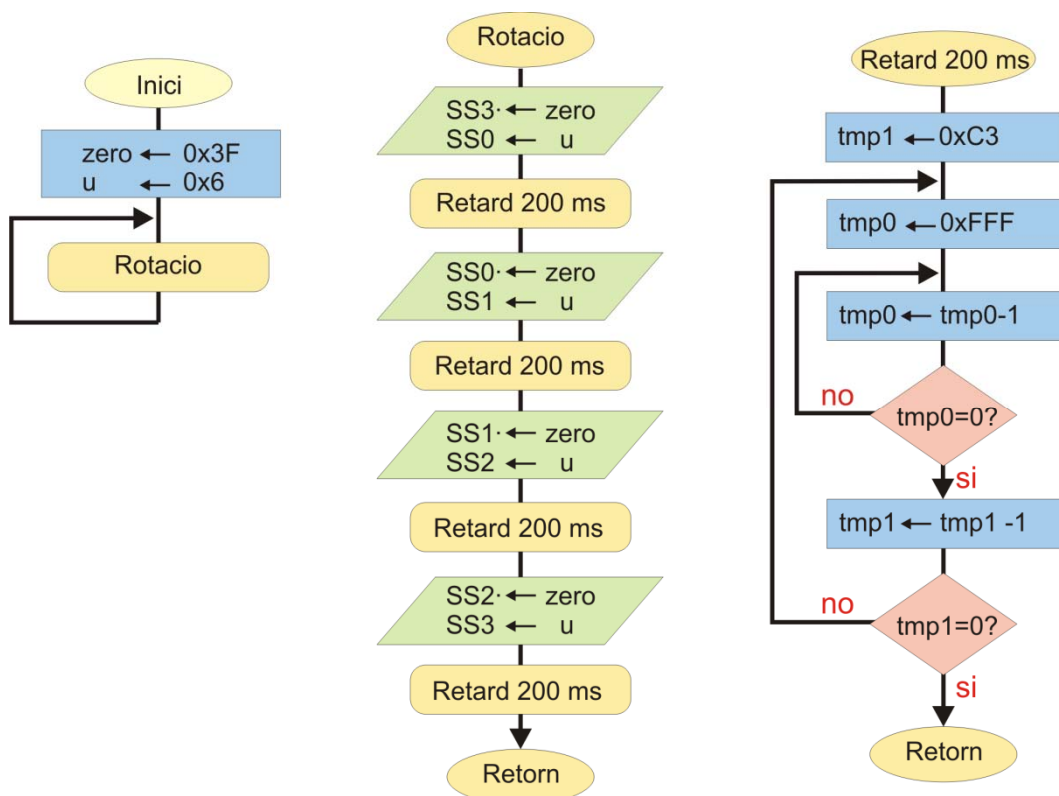 Inici
zero ← 0x3F
u ← 0x6
Rotacio
Rotacio
SS3· ← zero
SS0 ← u
Retard 200 ms
SS0· ← zero
SS1 ← u
Retard 200 ms
SS1· ← zero
SS2 ← u
Retard 200 ms
SS2· ← zero
SS3 ← u
Retard 200 ms
Retorn
Retard 200 ms
tmp1 ← 0xC3
tmp0 ← 0xFFF
tmp0 ← tmp0-1
no
tmp0=0?
si
tmp1 ← tmp1 -1
no
tmp1=0?
si
Retorn